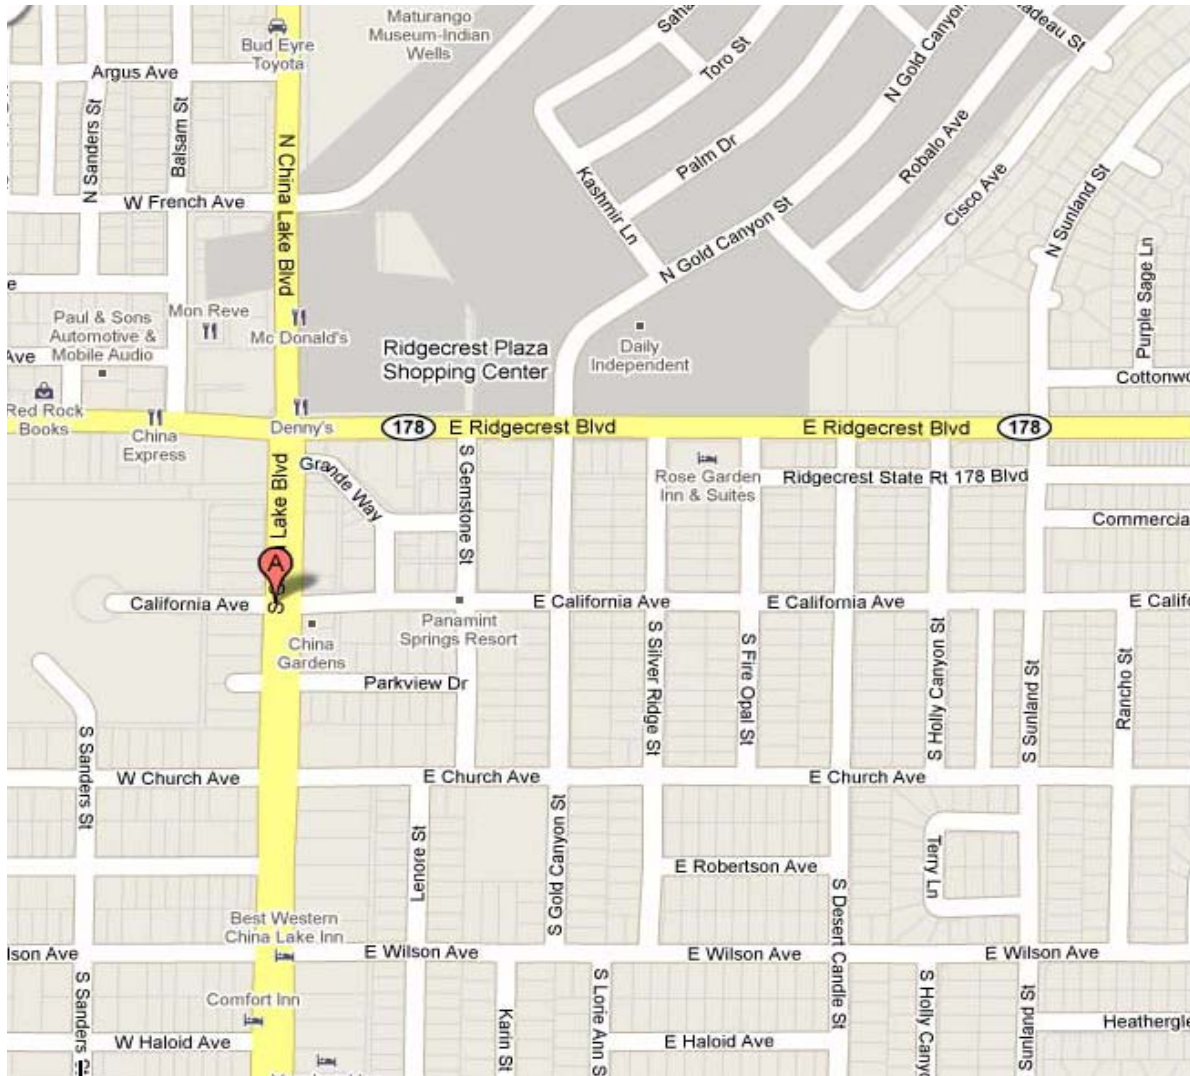 Maturango
Museum-Indian
Wells
Bud Eyre
Toyota
Argus Ave
N Sanders St
Balsam St
N China Lake Blvd
W French Ave
Toro St
N Gold Canyon
Palm Dr
Robalo Ave
Cisco Ave
N Sunland St
Kashmir Ln
N Gold Canyon St
Purple Sage Ln
Paul & Sons
Automotive &
Mobile Audio
Mon Reve
Mc Donald's
Ridgecrest Plaza
Shopping Center
Daily
Independent
Ave
Red Rock
Books
China
Express
Denny's
178
E Ridgecrest Blvd
E Ridgecrest Blvd
178
Grande Way
S Gemstone St
Lake Blvd
Rose Garden
Inn & Suites
Ridgecrest State Rt 178 Blvd
A
California Ave
E California Ave
E California Ave
China
Gardens
Panamint
Springs Resort
Parkview Dr
S Silver Ridge St
S Fire Opal St
S Holly Canyon St
S Sunland St
Rancho St
S Sanders St
W Church Ave
E Church Ave
E Church Ave
Lenore St
S Gold Canyon St
E Robertson Ave
Terry Ln
S Desert Candle St
Best Western
China Lake Inn
E Wilson Ave
E Wilson Ave
E Wilson Ave
Comfort Inn
S Sanders
W Haloid Ave
Karin St
S Lorie Ann S
E Haloid Ave
S Holly
Sunland St